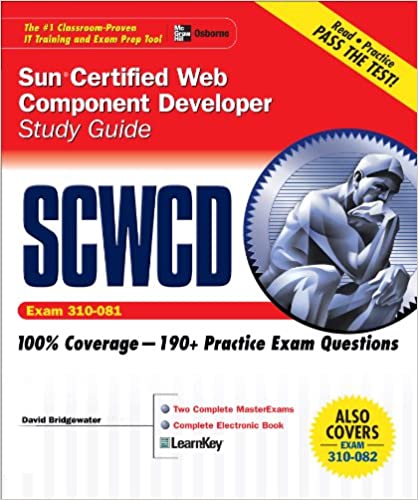 The #1 Classroom-Proven
IT Training and Exam Prep Tool
Mc
Graw
Hill
Osborne
Read • Practice
PASS THE TEST!
Sun® Certified Web
Component Developer
Study Guide
SCWCD
Exam 310-081
100% Coverage—190+ Practice Exam Questions
David Bridgewater
Two Complete MasterExams
Complete Electronic Book
LearnKey
ALSO
COVERS
EXAM
310-082